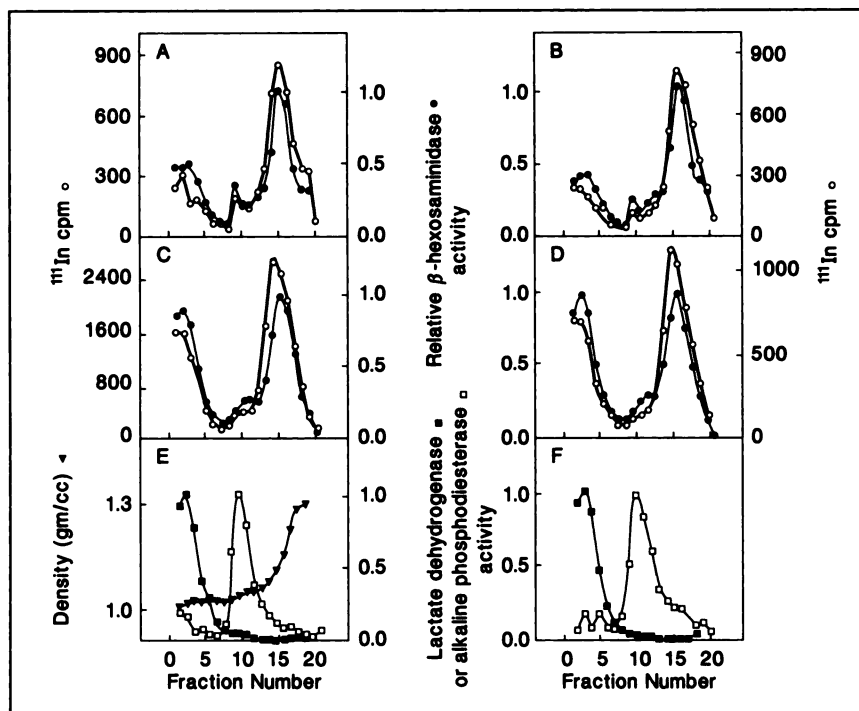 A
B
900
600
300
0
1.0
0.5
1.0
0.5
0.0
900
600
300
0
¹¹¹In cpm ○
Relative β-hexosaminidase ●
activity
¹¹¹In cpm ○
C
D
2400
1600
800
0
1.0
0.5
0.0
1.0
0.5
0.0
1000
500
0
E
F
Density (gm/cc) ▼
1.3
1.0
1.0
0.5
0.0
Lactate dehydrogenase ■
or alkaline phosphodiesterase □
activity
1.0
0.5
0.0
0 5 10 15 20
0 5 10 15 20
Fraction Number
Fraction Number